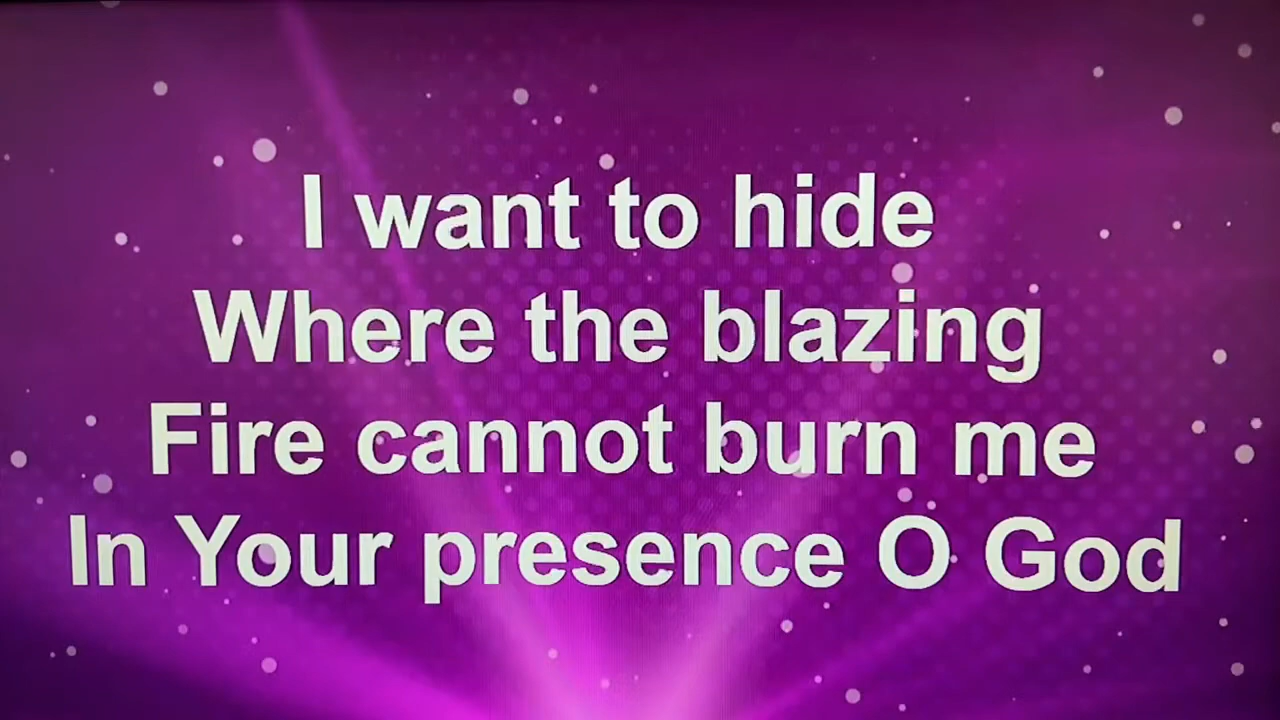 I want to hide
Where the blazing
Fire cannot burn me
In Your presence O God